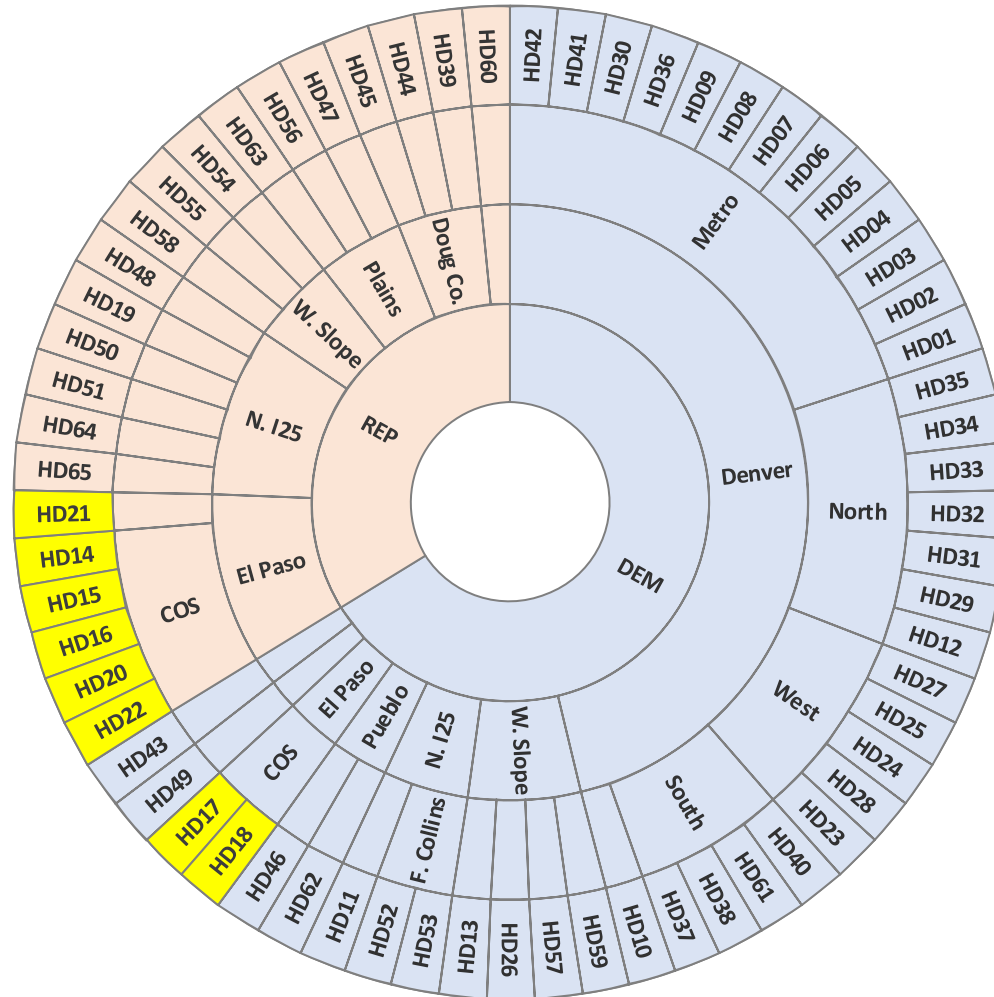 HD42
HD41
HD30
HD36
HD09
HD08
HD07
HD06
HD05
HD04
HD03
HD02
HD01
HD35
HD34
HD33
HD32
HD31
HD29
HD12
HD27
HD25
HD24
HD28
HD23
HD40
HD61
HD38
HD37
HD10
HD59
HD57
HD26
HD13
HD53
HD52
HD11
HD62
HD46
HD18
HD17
HD49
HD43
HD22
HD20
HD16
HD15
HD14
HD21
HD65
HD64
HD51
HD50
HD19
HD48
HD58
HD55
HD54
HD63
HD56
HD47
HD45
HD44
HD39
HD60
Metro
North
West
South
F. Collins
COS
COS
Denver
W. Slope
N. I25
Pueblo
El Paso
El Paso
N. I25
W. Slope
Plains
Doug Co.
DEM
REP